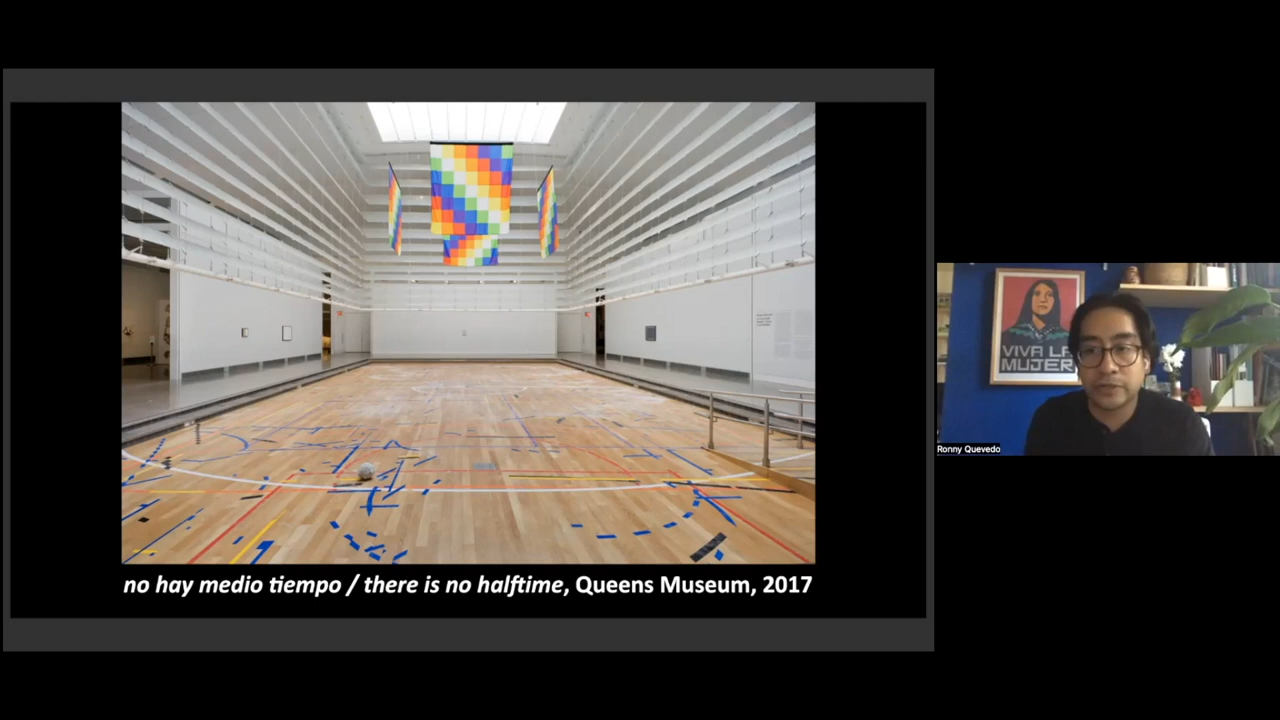 no hay medio tiempo / there is no halftime, Queens Museum, 2017
VIVA LA
MUJER
Ronny Quevedo